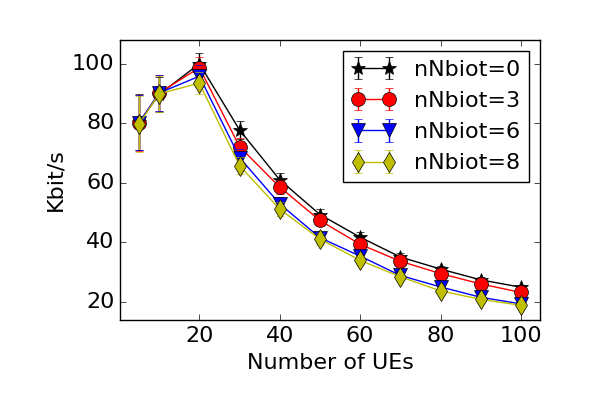 Kbit/s
100
80
60
40
20
nNbiot=0
nNbiot=3
nNbiot=6
nNbiot=8
20 40 60 80 100
Number of UEs